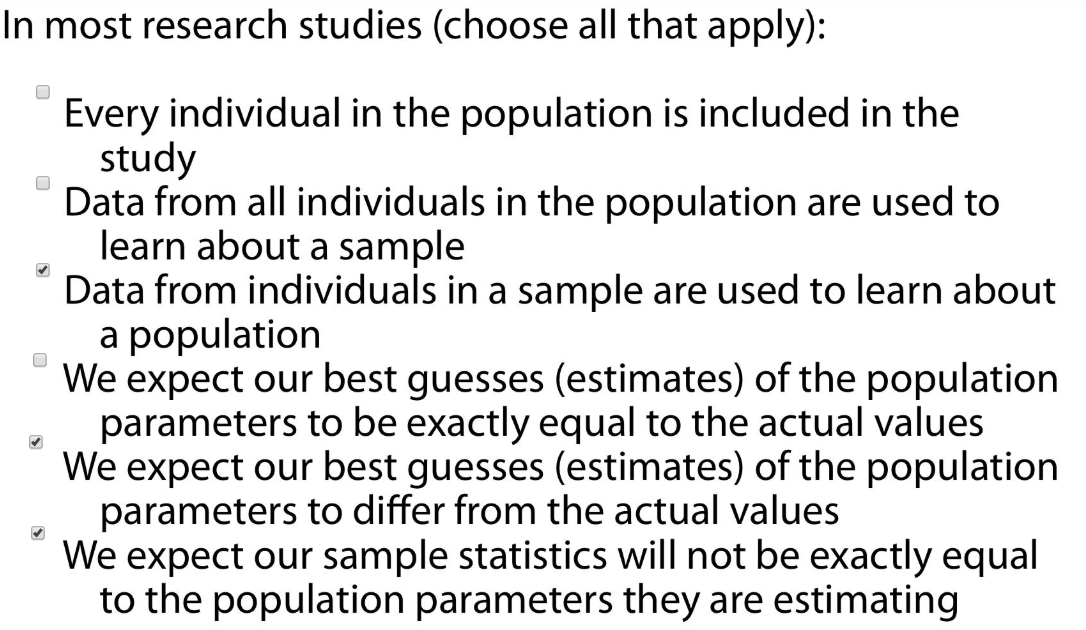 In most research studies (choose all that apply):
Every individual in the population is included in the
study
Data from all individuals in the population are used to
learn about a sample
Data from individuals in a sample are used to learn about
a population
We expect our best guesses (estimates) of the population
parameters to be exactly equal to the actual values
We expect our best guesses (estimates) of the population
parameters to differ from the actual values
We expect our sample statistics will not be exactly equal
to the population parameters they are estimating